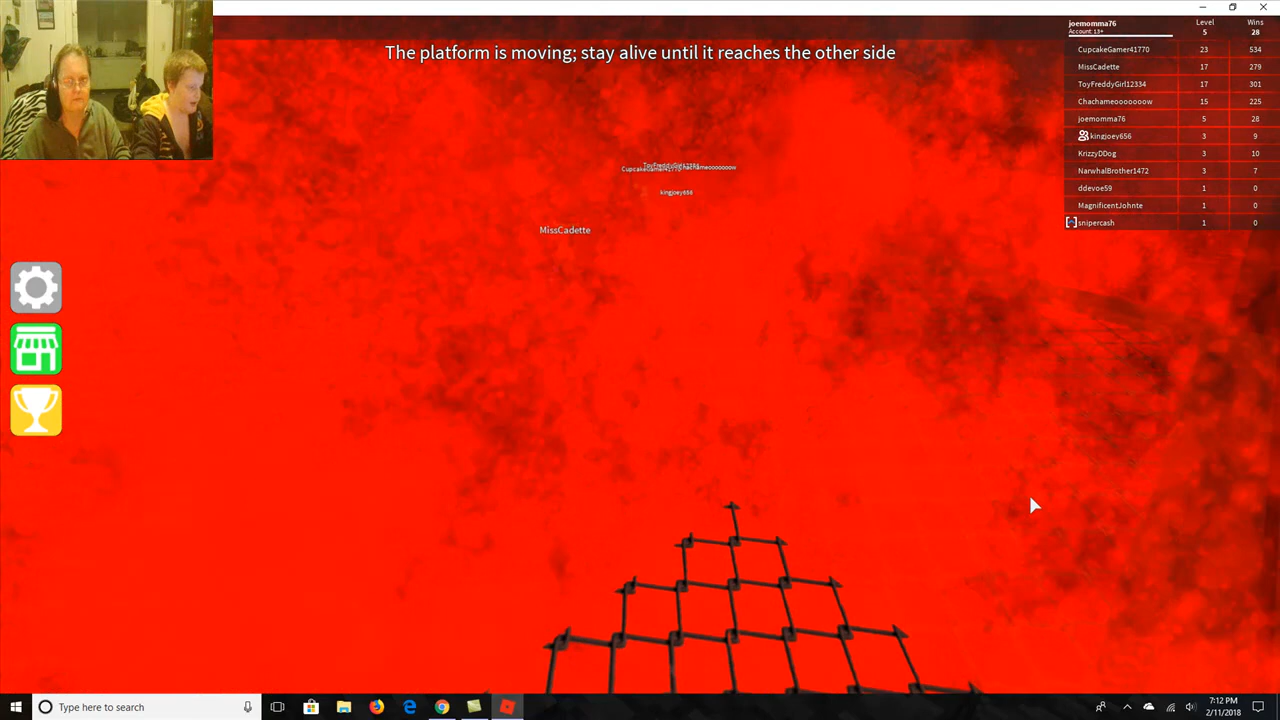 The platform is moving; stay alive until it reaches the other side
joemomma76 Level Wins
Account 13+ 5 28
CupcakeGamer41770 23 534
MissCadette 17 279
ToyFreddyGirl12334 17 301
Chachameooooooow 15 225
joemomma76 5 28
kingjoey656 3 9
KrizzyDDog 3 10
NarwhalBrother1472 3 7
ddevoe59 1 0
MagnificentJohnte 1 0
snipercash 1 0
kingjoey656
MissCadette
Type here to search
7:12 PM
2/11/2018